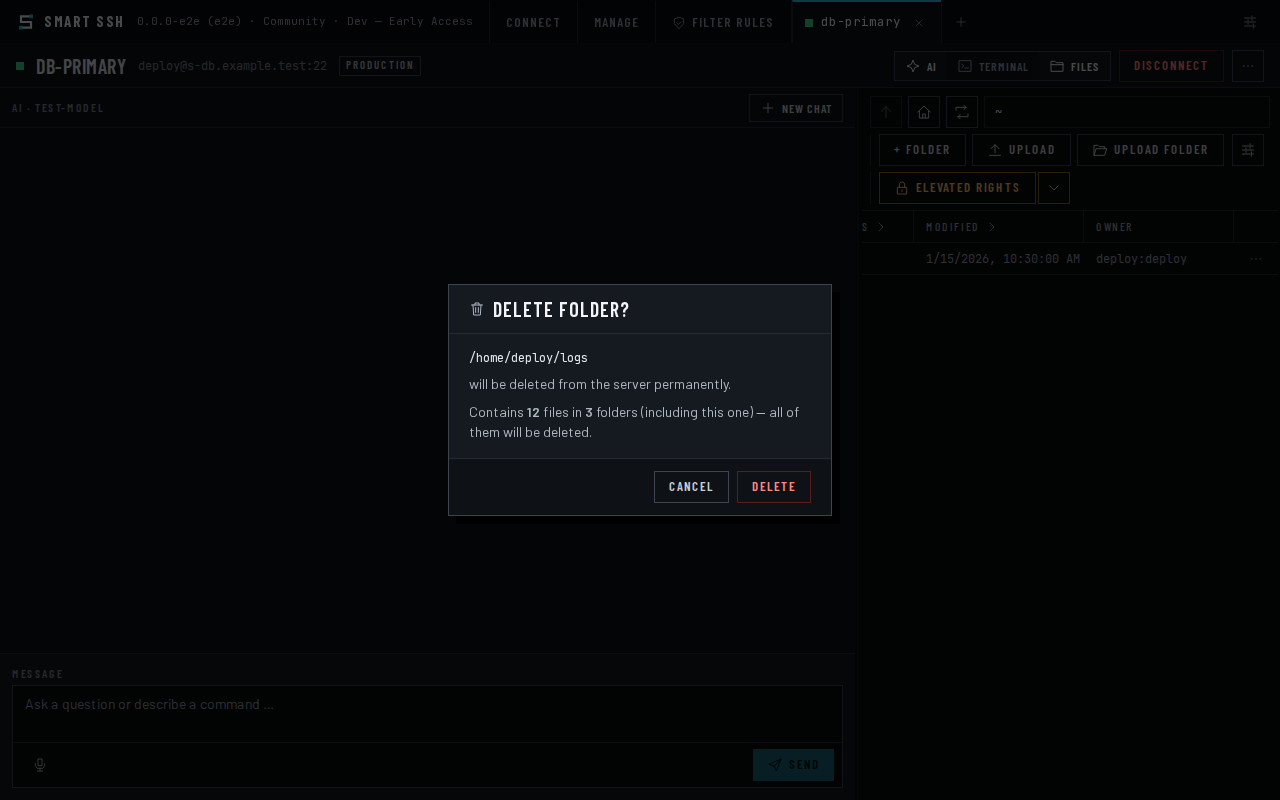 SMART SSH 0.0.0-e2e (e2e) · Community · Dev — Early Access CONNECT MANAGE FILTER RULES db-primary × +
DB-PRIMARY deploy@s-db.example.test:22 PRODUCTION AI TERMINAL FILES DISCONNECT ...
AI · TEST-MODEL + NEW CHAT
~
+ FOLDER UPLOAD UPLOAD FOLDER
ELEVATED RIGHTS
S MODIFIED OWNER
1/15/2026, 10:30:00 AM deploy:deploy ...
DELETE FOLDER?
/home/deploy/logs
will be deleted from the server permanently.
Contains 12 files in 3 folders (including this one) — all of
them will be deleted.
CANCEL DELETE
MESSAGE
Ask a question or describe a command ...
SEND